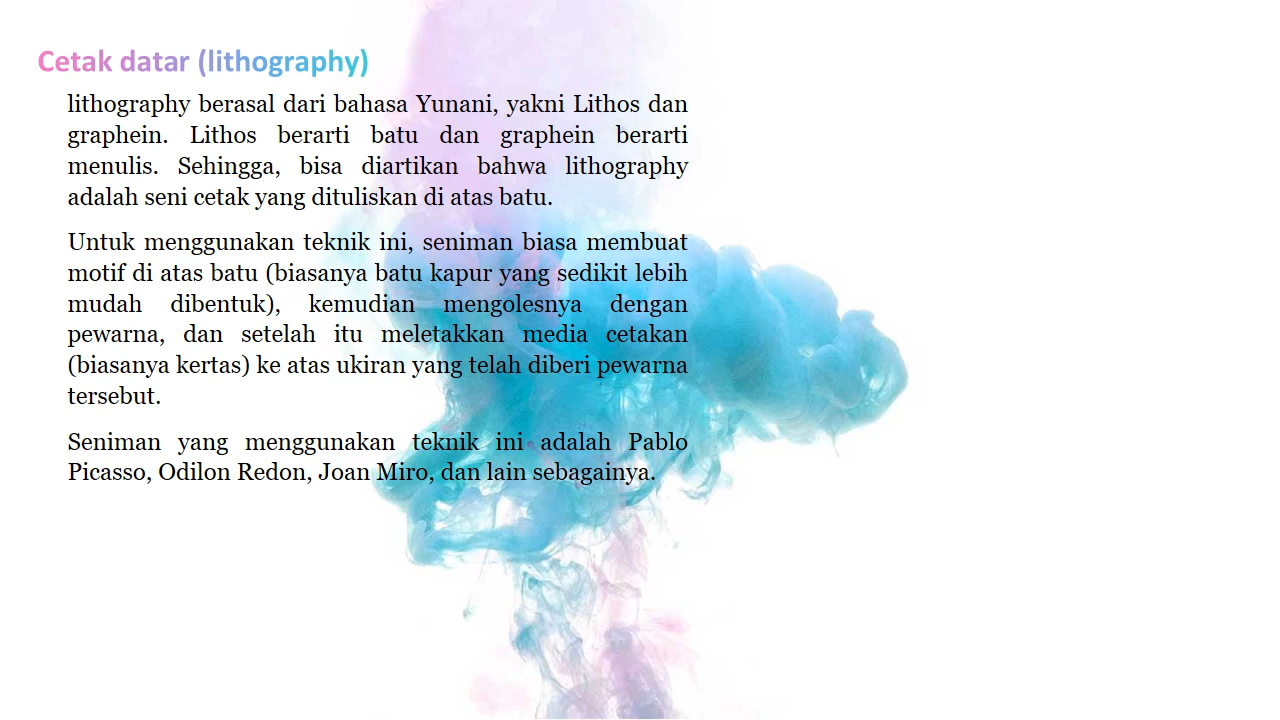 Cetak datar (lithography)
lithography berasal dari bahasa Yunani, yakni Lithos dan
graphein. Lithos berarti batu dan graphein berarti
menulis. Sehingga, bisa diartikan bahwa lithography
adalah seni cetak yang dituliskan di atas batu.
Untuk menggunakan teknik ini, seniman biasa membuat
motif di atas batu (biasanya batu kapur yang sedikit lebih
mudah dibentuk), kemudian mengolesnya dengan
pewarna, dan setelah itu meletakkan media cetakan
(biasanya kertas) ke atas ukiran yang telah diberi pewarna
tersebut.
Seniman yang menggunakan teknik ini adalah Pablo
Picasso, Odilon Redon, Joan Miro, dan lain sebagainya.